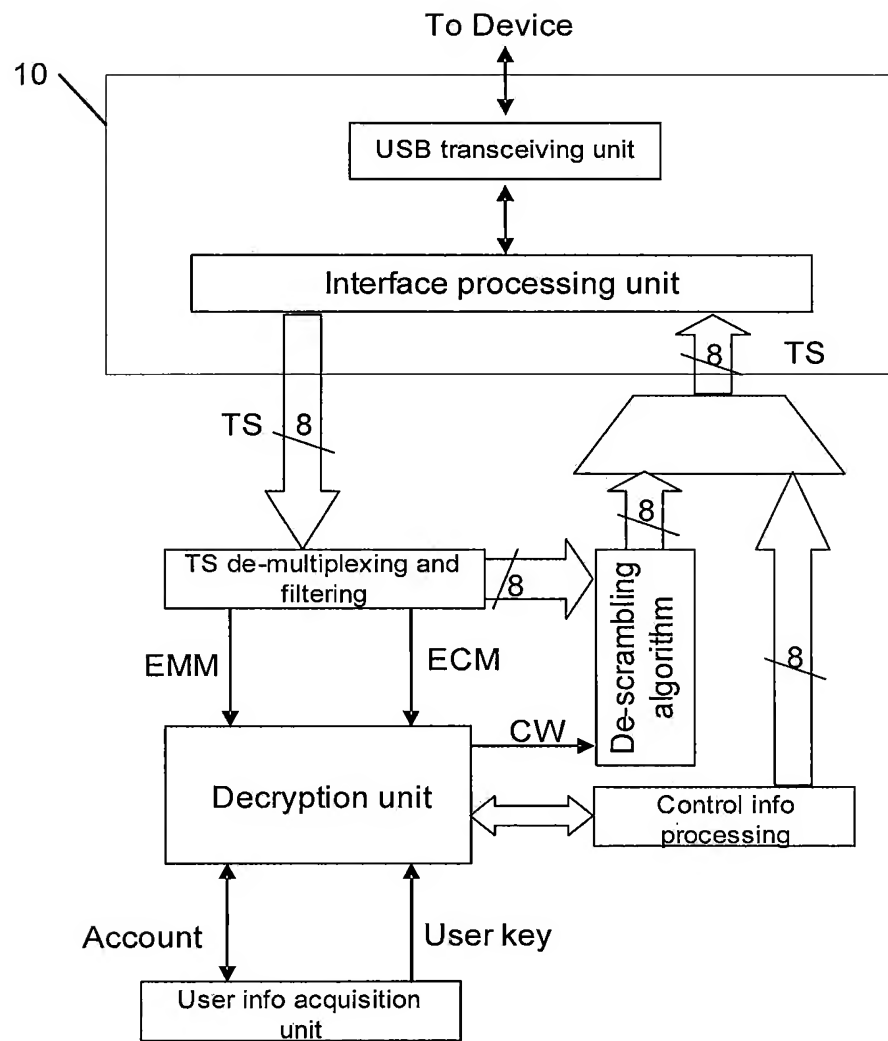 To Device
10
USB transceiving unit
Interface processing unit
8
TS
TS
8
8
TS de-multiplexing and
filtering
8
De-scrambling
algorithm
8
EMM
ECM
CW
Decryption unit
Control info
processing
Account
User key
User info acquisition
unit